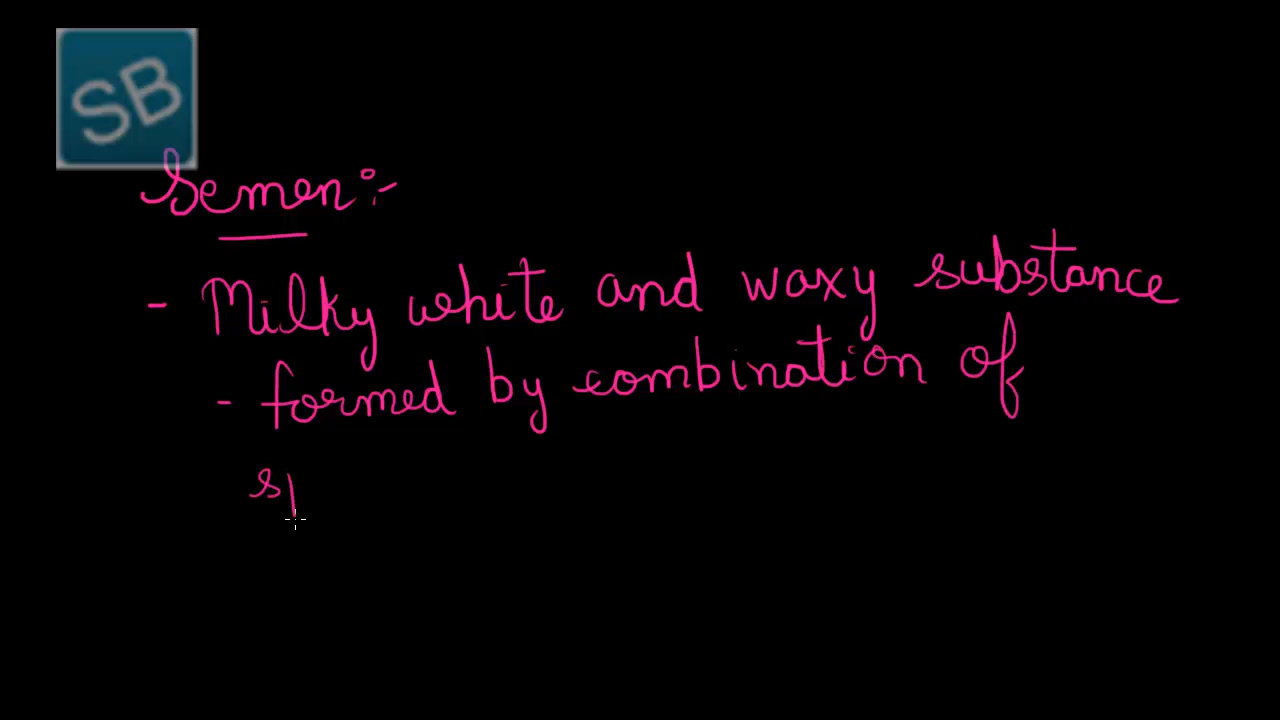 SB
Semen:-
- Milky white and waxy substance
- formed by combination of